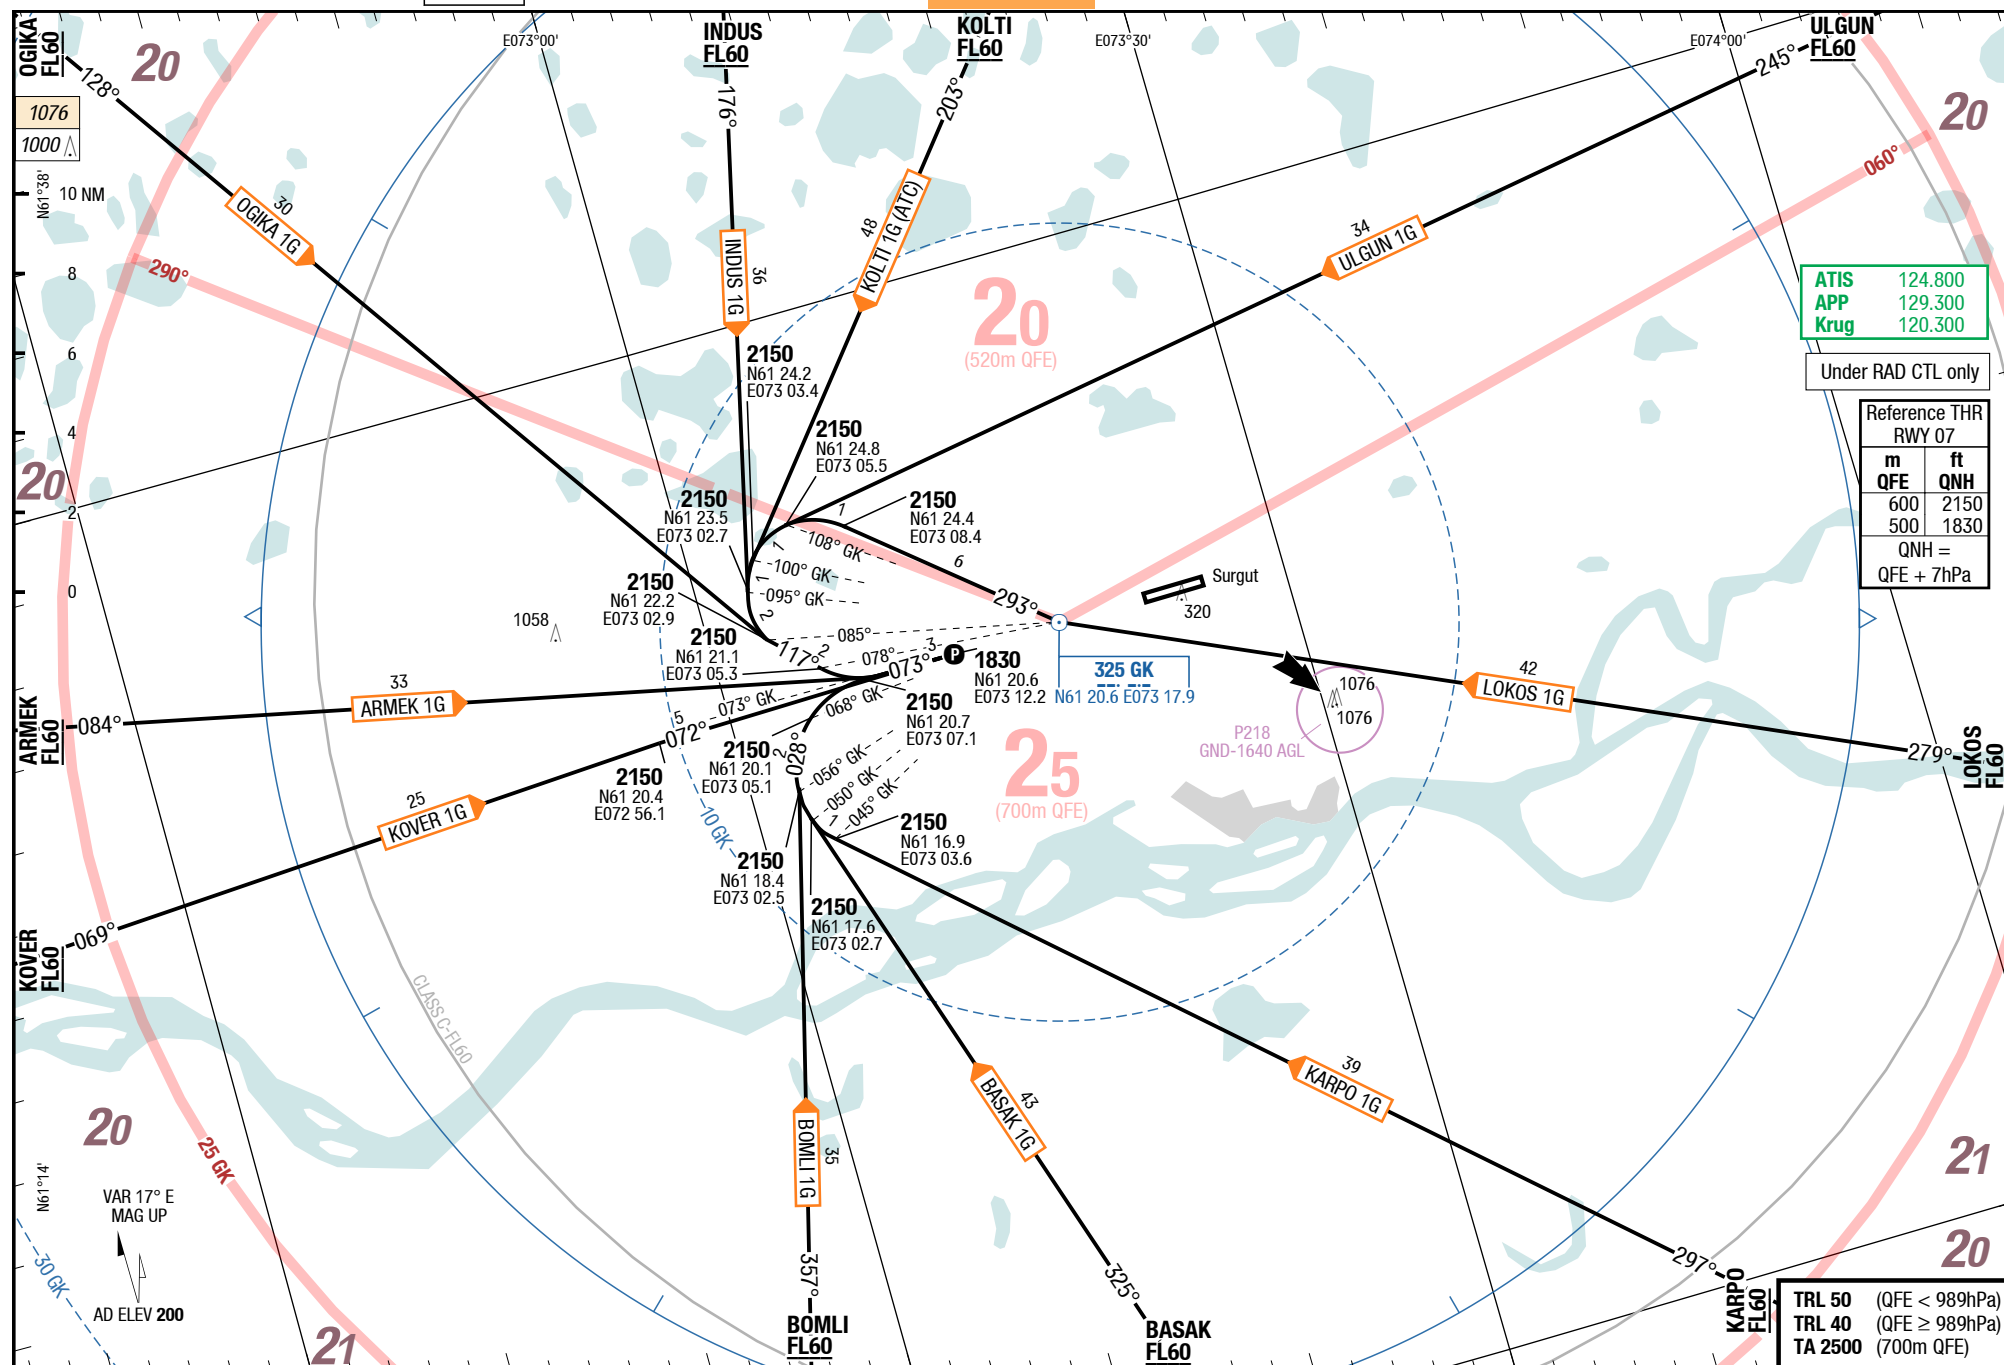 OGIKA
FL60
INDUS
FL60
KOLTI
FL60
ULGUN
FL60
E073°00'
E073°30'
E074°00'
20
20
128°
176°
203°
245°
1076
1000
N61°38'
10 NM
8
6
4
2
0
060°
290°
30
OGIKA 1G
36
INDUS 1G
48
KOLTI 1G (ATC)
34
ULGUN 1G
20
(520m QFE)
ATIS 124.800
APP 129.300
Krug 120.300
Under RAD CTL only
Reference THR
RWY 07
m ft
QFE QNH
600 2150
500 1830
QNH =
QFE + 7hPa
2150
N61 24.2
E073 03.4
2150
N61 24.8
E073 05.5
2150
N61 24.4
E073 08.4
2150
N61 23.5
E073 02.7
20
1
6
1
1
2
108° GK
100° GK
095° GK
293°
Surgut
320
2150
N61 22.2
E073 02.9
1058
2150
N61 21.1
E073 05.3
117°
2
085°
078°
3
073°
P
1830
N61 20.6
E073 12.2
325 GK
N61 20.6 E073 17.9
1076
1076
P218
GND-1640 AGL
42
LOKOS 1G
279°
LOKOS
FL60
ARMEK
FL60
084°
33
ARMEK 1G
5
073° GK
068° GK
072°
2150
N61 20.7
E073 07.1
2150
N61 20.1
E073 05.1
2150
N61 20.4
E072 56.1
2
028°
056° GK
050° GK
045° GK
1
25
(700m QFE)
10 GK
25
KOVER 1G
069°
KOVER
FL60
2150
N61 16.9
E073 03.6
2150
N61 18.4
E073 02.5
2150
N61 17.6
E073 02.7
CLASS C-FL60
39
KARPO 1G
43
BASAK 1G
35
BOMLI 1G
20
25 GK
N61°14'
VAR 17° E
MAG UP
30 GK
AD ELEV 200
21
357°
BOMLI
FL60
325°
BASAK
FL60
297°
KARPO
FL60
21
20
TRL 50 (QFE < 989hPa)
TRL 40 (QFE ≥ 989hPa)
TA 2500 (700m QFE)